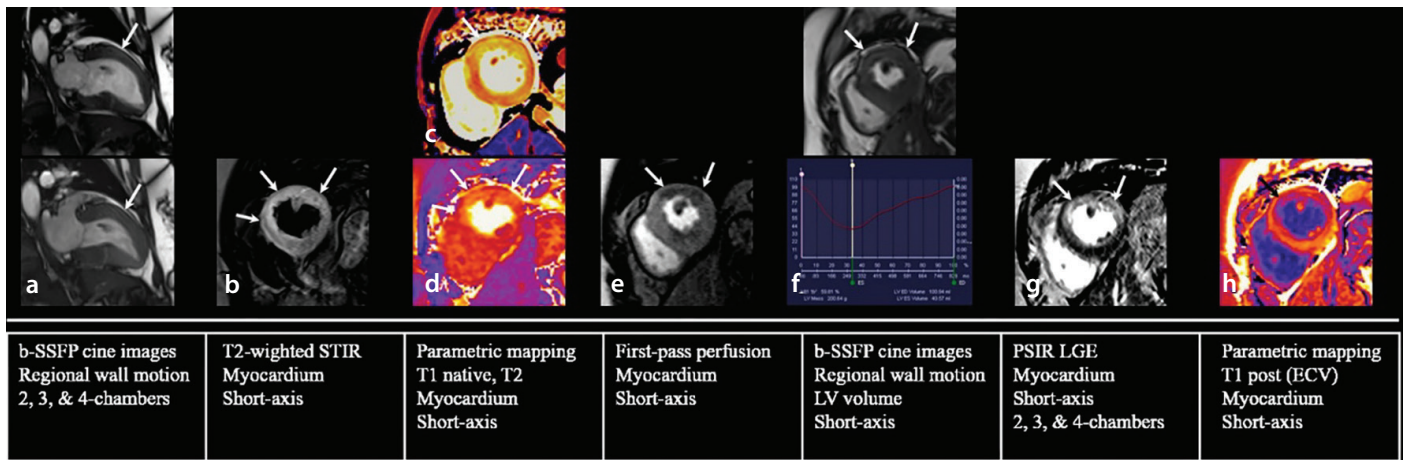 c
a
b
d
e
f
g
h
b-SSFP cine images
Regional wall motion
2, 3, & 4-chambers
T2-wighted STIR
Myocardium
Short-axis
Parametric mapping
T1 native, T2
Myocardium
Short-axis
First-pass perfusion
Myocardium
Short-axis
b-SSFP cine images
Regional wall motion
LV volume
Short-axis
PSIR LGE
Myocardium
Short-axis
2, 3, & 4-chambers
Parametric mapping
T1 post (ECV)
Myocardium
Short-axis